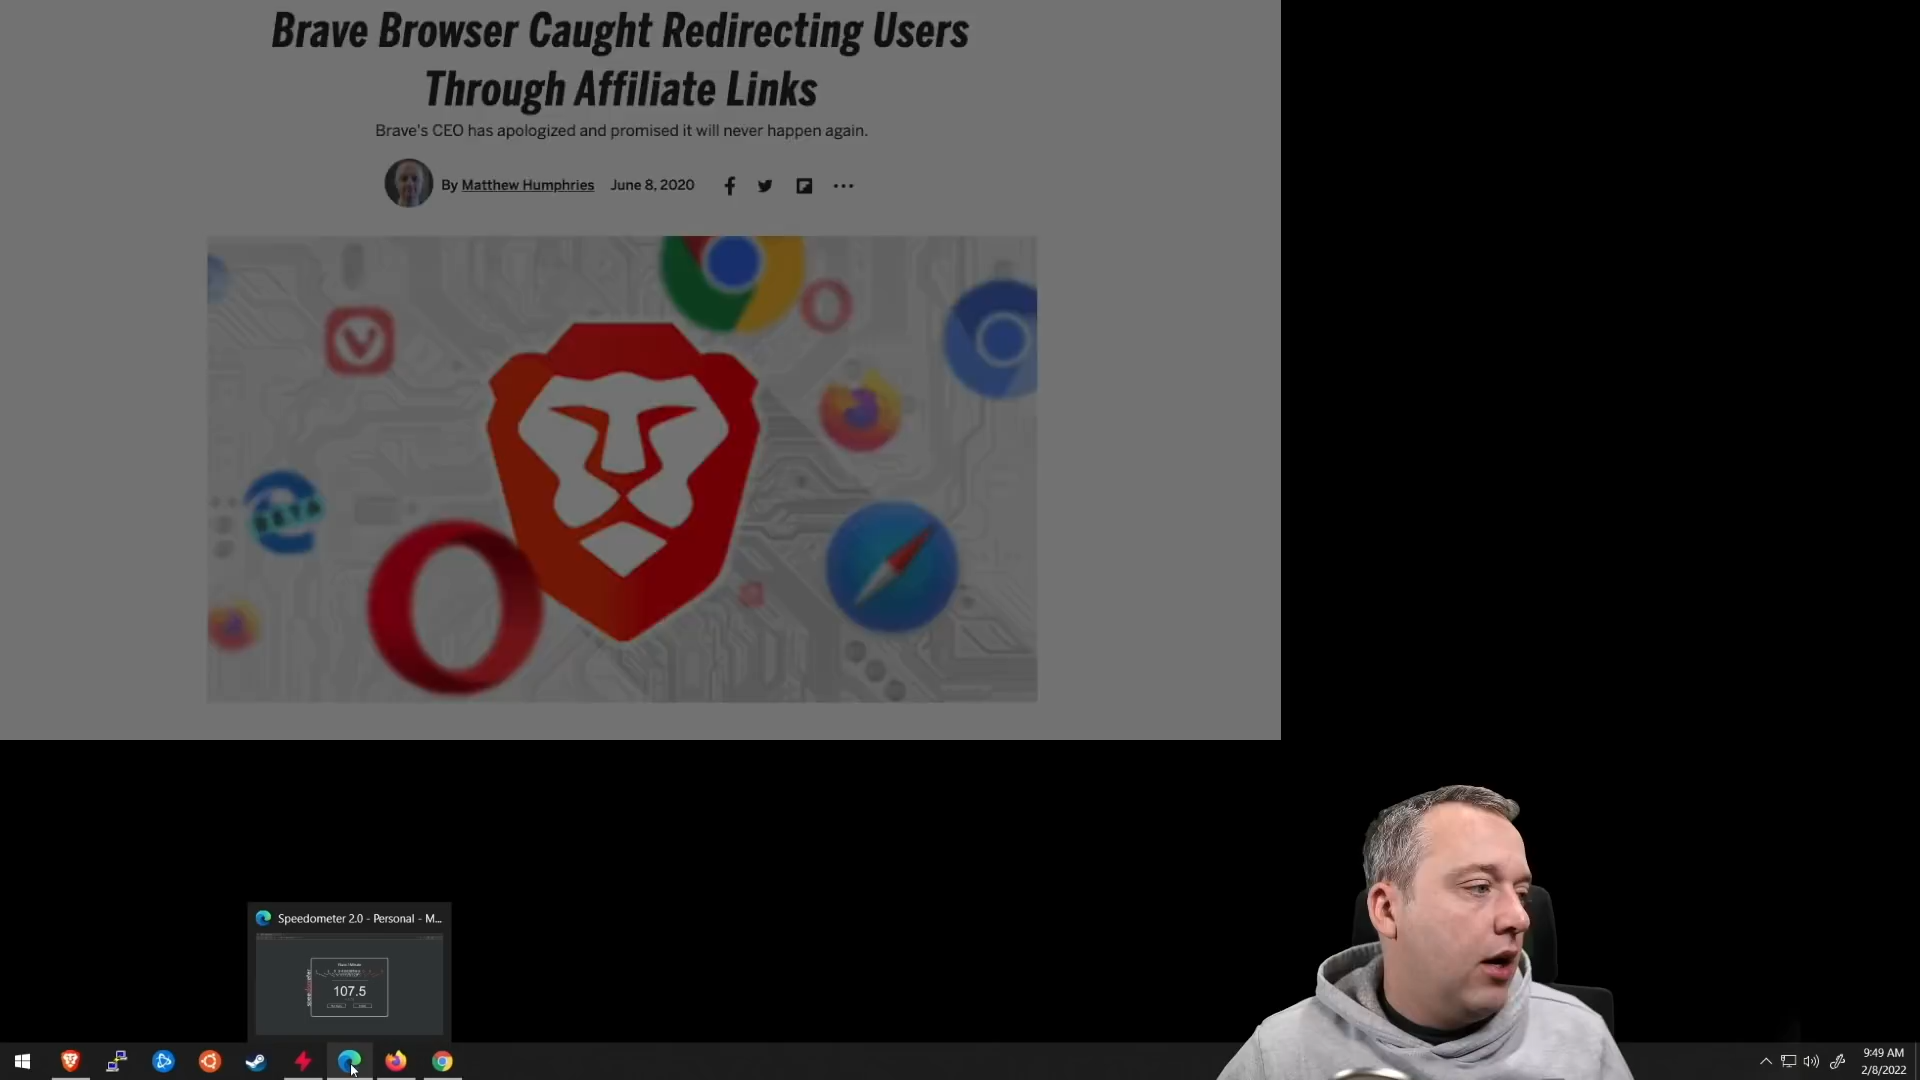 Brave Browser Caught Redirecting Users
Through Affiliate Links
Brave's CEO has apologized and promised it will never happen again.
By Matthew Humphries June 8, 2020
BETA
Speedometer 2.0 - Personal - M...
107.5
9:49 AM
2/8/2022